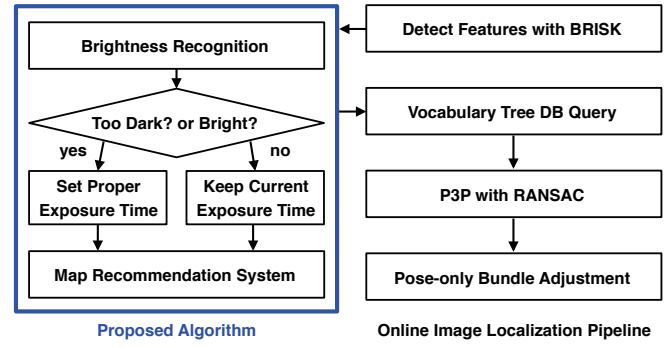 Brightness Recognition
Too Dark? or Bright?
yes
no
Set Proper
Exposure Time
Keep Current
Exposure Time
Map Recommendation System
Proposed Algorithm
Detect Features with BRISK
Vocabulary Tree DB Query
P3P with RANSAC
Pose-only Bundle Adjustment
Online Image Localization Pipeline